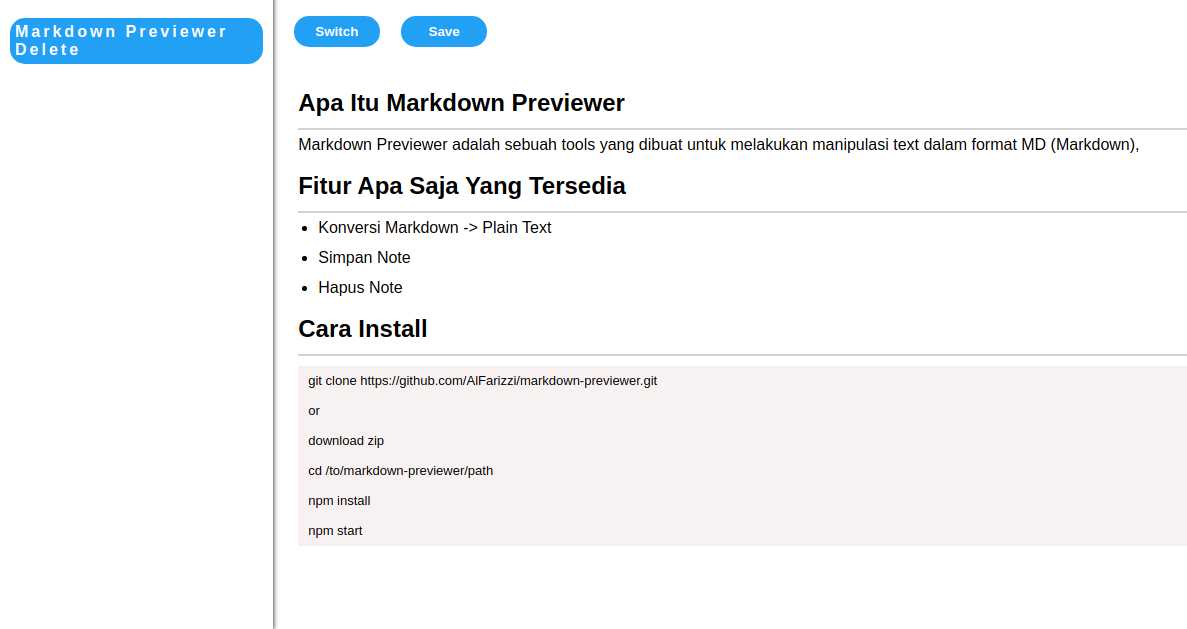 Markdown Previewer
Delete
Switch
Save
Apa Itu Markdown Previewer
Markdown Previewer adalah sebuah tools yang dibuat untuk melakukan manipulasi text dalam format MD (Markdown),
Fitur Apa Saja Yang Tersedia
• Konversi Markdown -> Plain Text
• Simpan Note
• Hapus Note
Cara Install
git clone https://github.com/AlFarizzi/markdown-previewer.git
or
download zip
cd /to/markdown-previewer/path
npm install
npm start